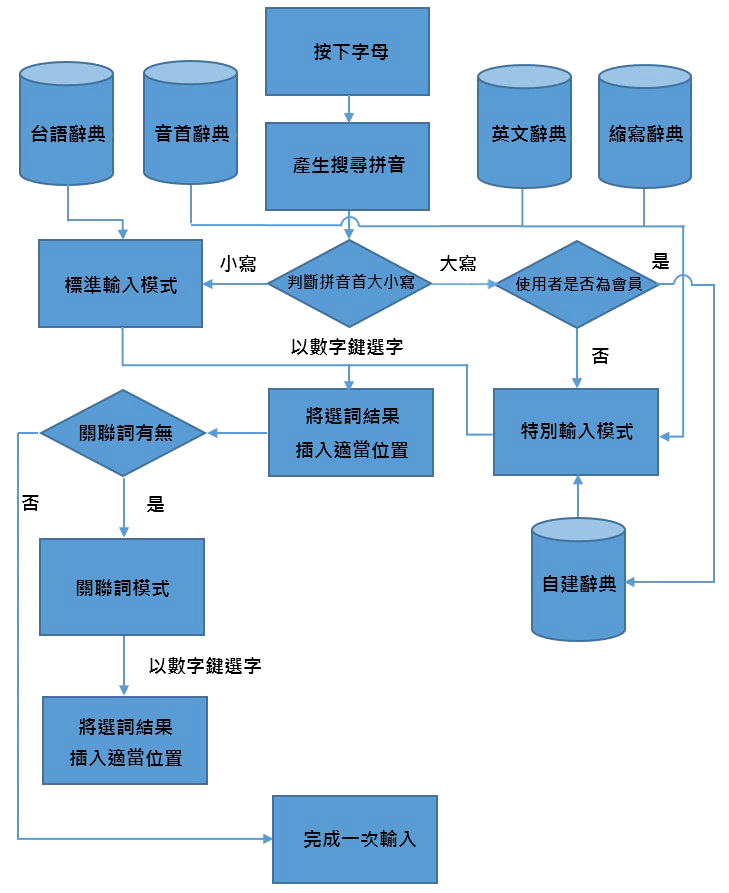 按下字母
台語辭典
音首辭典
英文辭典
縮寫辭典
產生搜尋拼音
小寫
大寫
是
標準輸入模式
判斷拼音首大小寫
使用者是否為會員
以數字鍵選字
否
將選詞結果
插入適當位置
關聯詞有無
特別輸入模式
否
是
關聯詞模式
自建辭典
以數字鍵選字
將選詞結果
插入適當位置
完成一次輸入